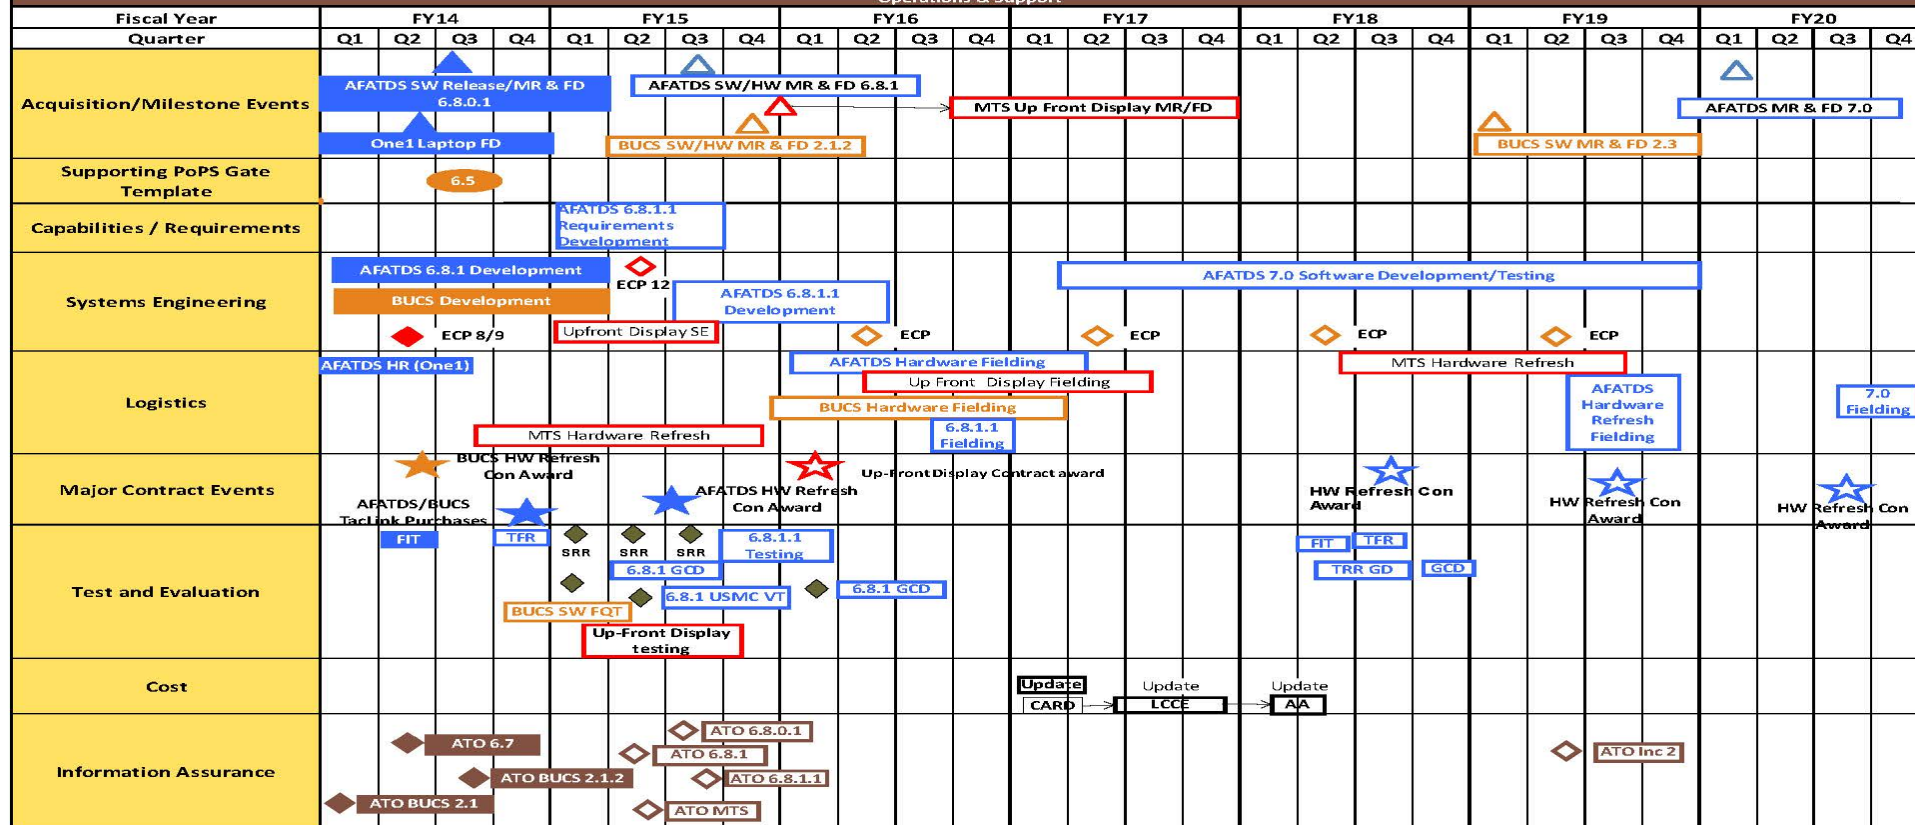 Operations & Support
Fiscal Year FY14 FY15 FY16 FY17 FY18 FY19 FY20
Quarter Q1 Q2 Q3 Q4 Q1 Q2 Q3 Q4 Q1 Q2 Q3 Q4 Q1 Q2 Q3 Q4 Q1 Q2 Q3 Q4 Q1 Q2 Q3 Q4 Q1 Q2 Q3 Q4
Acquisition/Milestone Events
AFATDS SW Release/MR & FD
6.8.0.1
AFATDS SW/HW MR & FD 6.8.1
MTS Up Front Display MR/FD
AFATDS MR & FD 7.0
One1 Laptop FD
BUCS SW/HW MR & FD 2.1.2
BUCS SW MR & FD 2.3
Supporting PoPS Gate
Template
6.5
Capabilities / Requirements
AFATDS 6.8.1.1
Requirements
Development
Systems Engineering
AFATDS 6.8.1 Development
ECP 12
AFATDS 7.0 Software Development/Testing
BUCS Development
AFATDS 6.8.1.1
Development
ECP 8/9
Upfront Display SE
ECP
ECP
ECP
ECP
Logistics
AFATDS HR (One1)
AFATDS Hardware Fielding
MTS Hardware Refresh
Up Front Display Fielding
AFATDS
Hardware
Refresh
Fielding
7.0
Fielding
BUCS Hardware Fielding
MTS Hardware Refresh
6.8.1.1
Fielding
Major Contract Events
BUCS HW Refresh
Con Award
Up-Front Display Contract award
AFATDS/BUCS
TacLink Purchases
AFATDS HW Refresh
Con Award
HW Refresh Con
Award
HW Refresh Con
Award
HW Refresh Con
Award
Test and Evaluation
FIT
TFR
SRR
SRR
SRR
6.8.1.1
Testing
FIT
TFR
6.8.1 GCD
TRR GD
GCD
6.8.1 USMC VT
6.8.1 GCD
BUCS SW FQT
Up-Front Display
testing
Cost
Update
Update
Update
CARD
LCCE
AA
Information Assurance
ATO 6.8.0.1
ATO 6.7
ATO 6.8.1
ATO Inc 2
ATO BUCS 2.1.2
ATO 6.8.1.1
ATO BUCS 2.1
ATO MTS